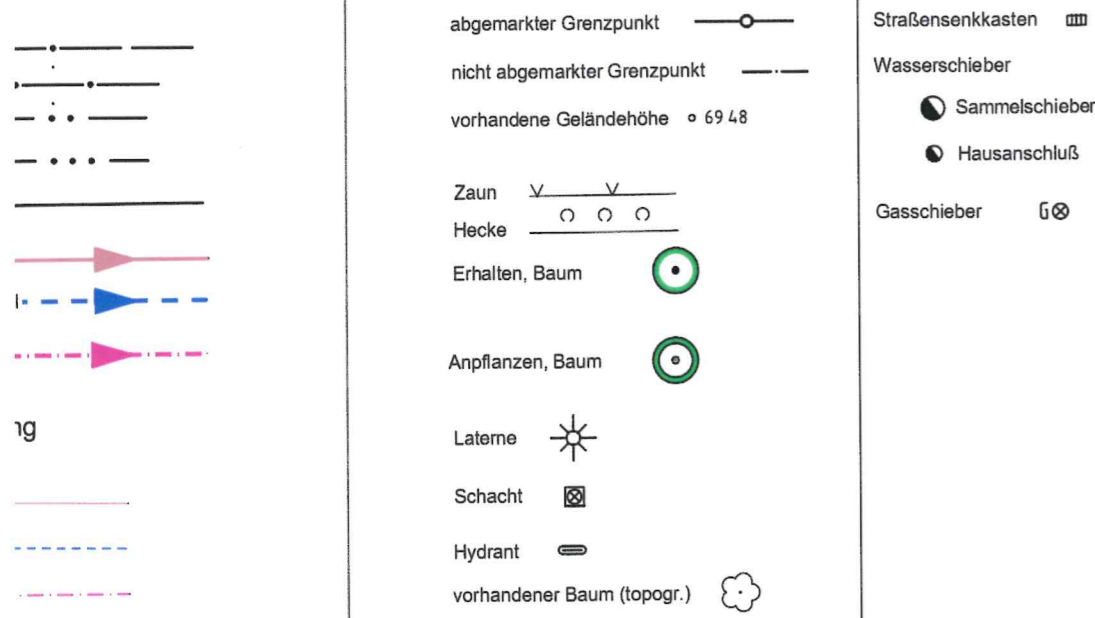 ng
abgemarkter Grenzpunkt
nicht abgemarkter Grenzpunkt
vorhandene Geländehöhe 69 48
Zaun
Hecke
Erhalten, Baum
Anpflanzen, Baum
Laterne
Schacht
Hydrant
vorhandener Baum (topogr.)
Straßensenkkasten
Wasserschieber
Sammelschieber
Hausanschluß
Gasschieber G